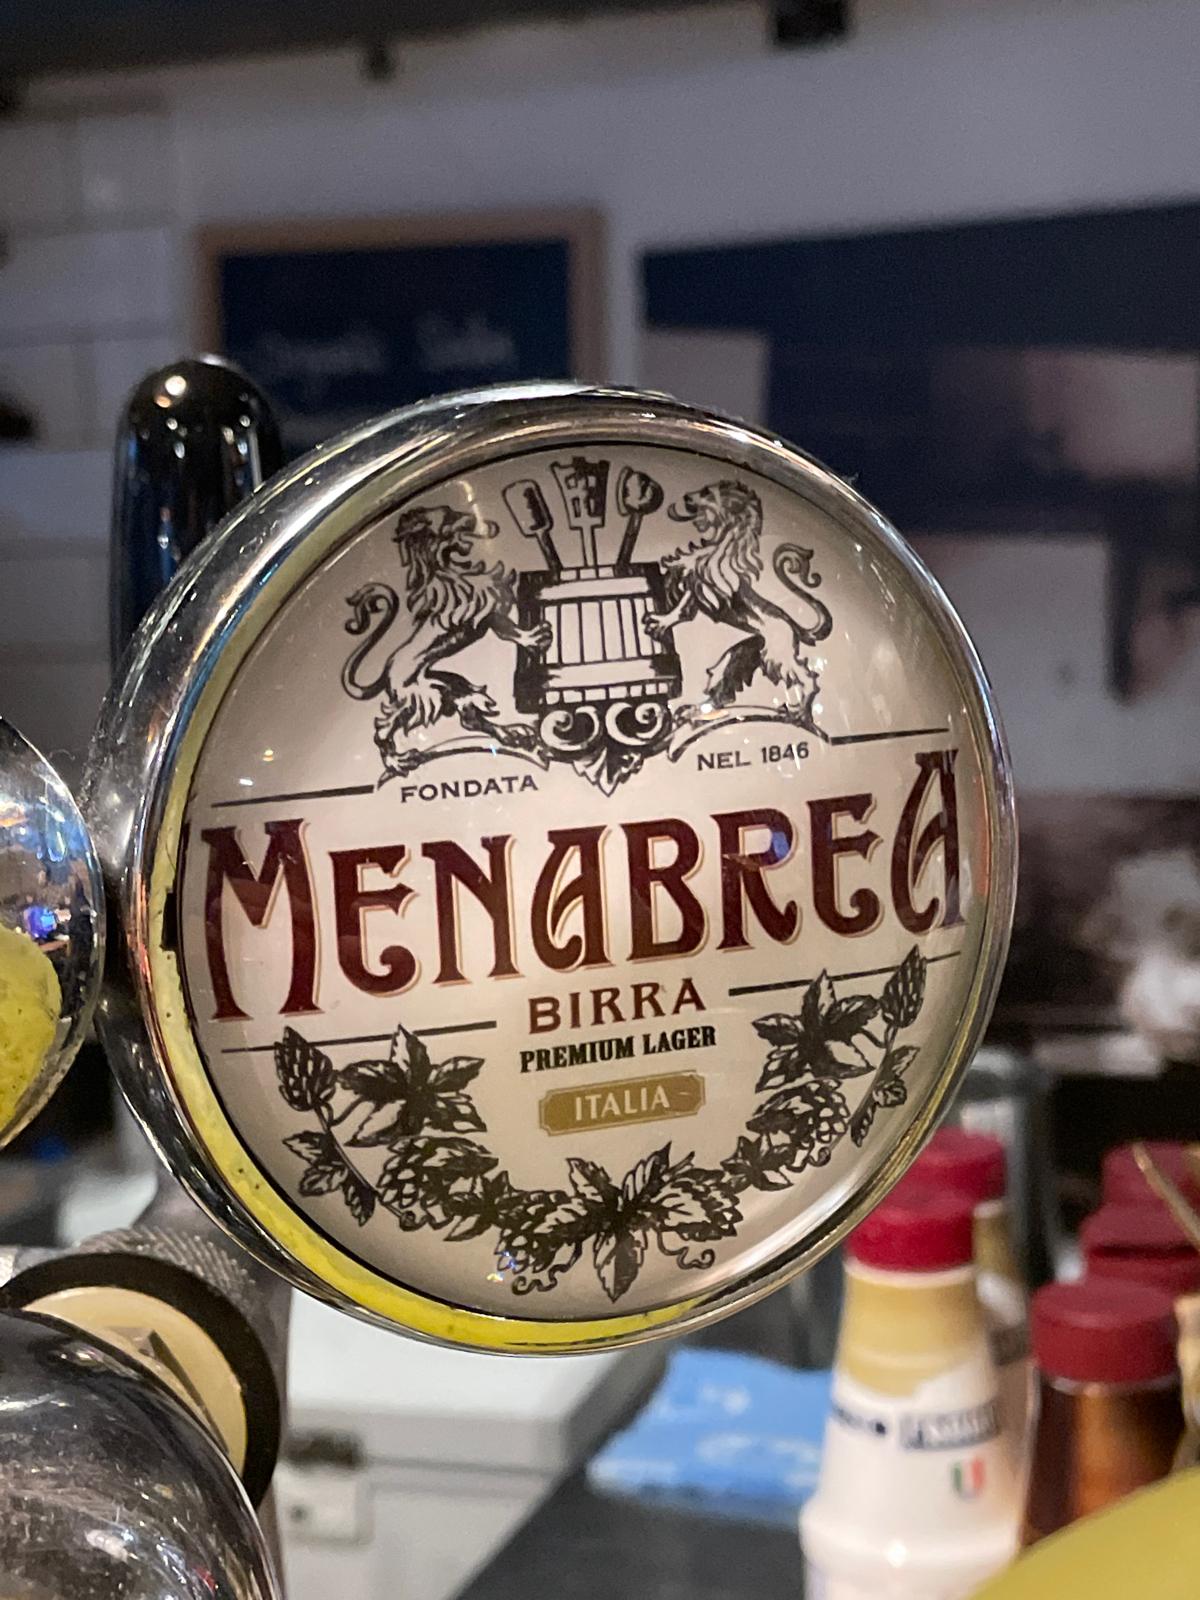 FONDATA NEL 1846
MENABREA
BIRRA
PREMIUM LAGER
ITALIA